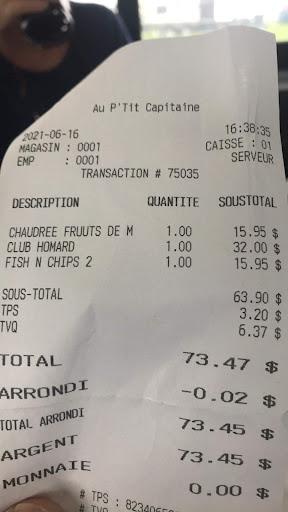 Au P'Tit Capitaine
2021-06-16 16:38:35
MAGASIN : 0001 CAISSE : 01
EMP : 0001 SERVEUR
TRANSACTION # 75035
DESCRIPTION QUANTITE SOUSTOTAL
CHAUDREE FRUUTS DE M 1.00 15.95 $
CLUB HOMARD 1.00 32.00 $
FISH N CHIPS 2 1.00 15.95 $
SOUS-TOTAL 63.90 $
TPS 3.20 $
TVQ 6.37 $
TOTAL 73.47 $
ARRONDI -0.02 $
TOTAL ARRONDI 73.45 $
ARGENT 73.45 $
MONNAIE 0.00 $
# TPS :
# TVQ